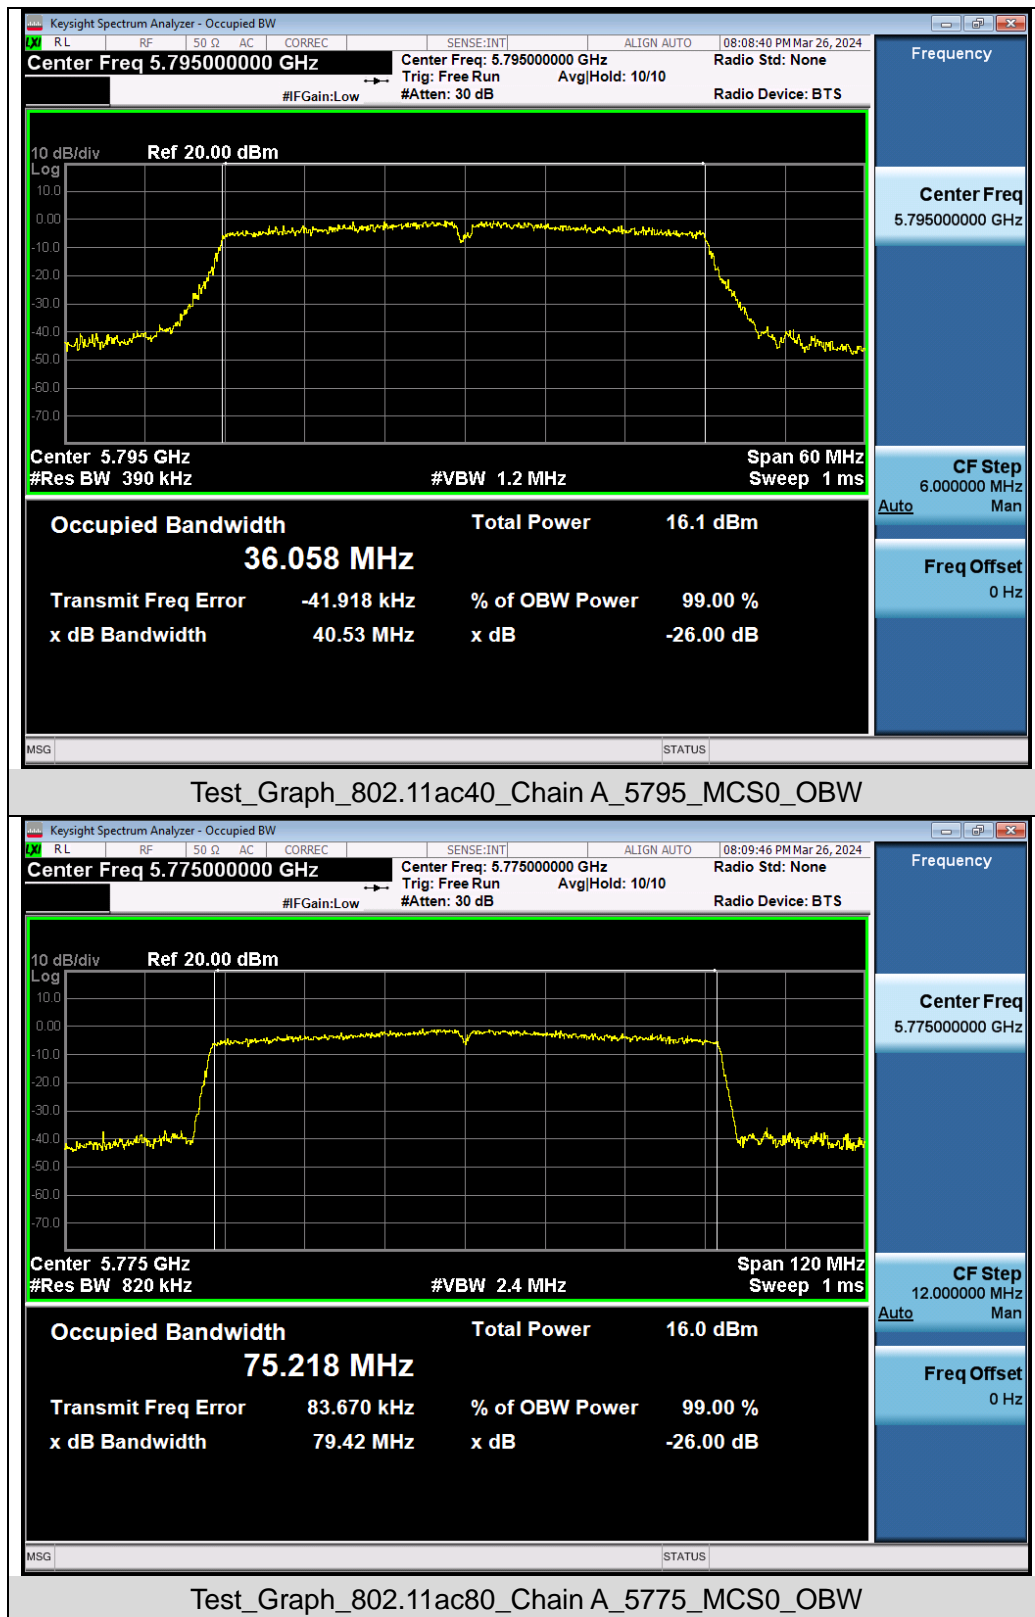 Keysight Spectrum Analyzer - Occupied BW
LXI RL RF 50 Ω AC CORREC SENSE:INT ALIGN AUTO 08:08:40 PM Mar 26, 2024
Center Freq 5.795000000 GHz Center Freq: 5.795000000 GHz Radio Std: None
Trig: Free Run Avg|Hold: 10/10
#IFGain:Low #Atten: 30 dB Radio Device: BTS
Frequency
10 dB/div Ref 20.00 dBm
Log
10.0
0.00
-10.0
-20.0
-30.0
-40.0
-50.0
-60.0
-70.0
Center Freq
5.795000000 GHz
Center 5.795 GHz Span 60 MHz
#Res BW 390 kHz #VBW 1.2 MHz Sweep 1 ms
CF Step
6.000000 MHz
Auto Man
Occupied Bandwidth Total Power 16.1 dBm
36.058 MHz
Freq Offset
0 Hz
Transmit Freq Error -41.918 kHz % of OBW Power 99.00 %
x dB Bandwidth 40.53 MHz x dB -26.00 dB
MSG STATUS
Test_Graph_802.11ac40_Chain A_5795_MCS0_OBW
Keysight Spectrum Analyzer - Occupied BW
LXI RL RF 50 Ω AC CORREC SENSE:INT ALIGN AUTO 08:09:46 PM Mar 26, 2024
Center Freq 5.775000000 GHz Center Freq: 5.775000000 GHz Radio Std: None
Trig: Free Run Avg|Hold: 10/10
#IFGain:Low #Atten: 30 dB Radio Device: BTS
Frequency
10 dB/div Ref 20.00 dBm
Log
10.0
0.00
-10.0
-20.0
-30.0
-40.0
-50.0
-60.0
-70.0
Center Freq
5.775000000 GHz
Center 5.775 GHz Span 120 MHz
#Res BW 820 kHz #VBW 2.4 MHz Sweep 1 ms
CF Step
12.000000 MHz
Auto Man
Occupied Bandwidth Total Power 16.0 dBm
75.218 MHz
Freq Offset
0 Hz
Transmit Freq Error 83.670 kHz % of OBW Power 99.00 %
x dB Bandwidth 79.42 MHz x dB -26.00 dB
MSG STATUS
Test_Graph_802.11ac80_Chain A_5775_MCS0_OBW